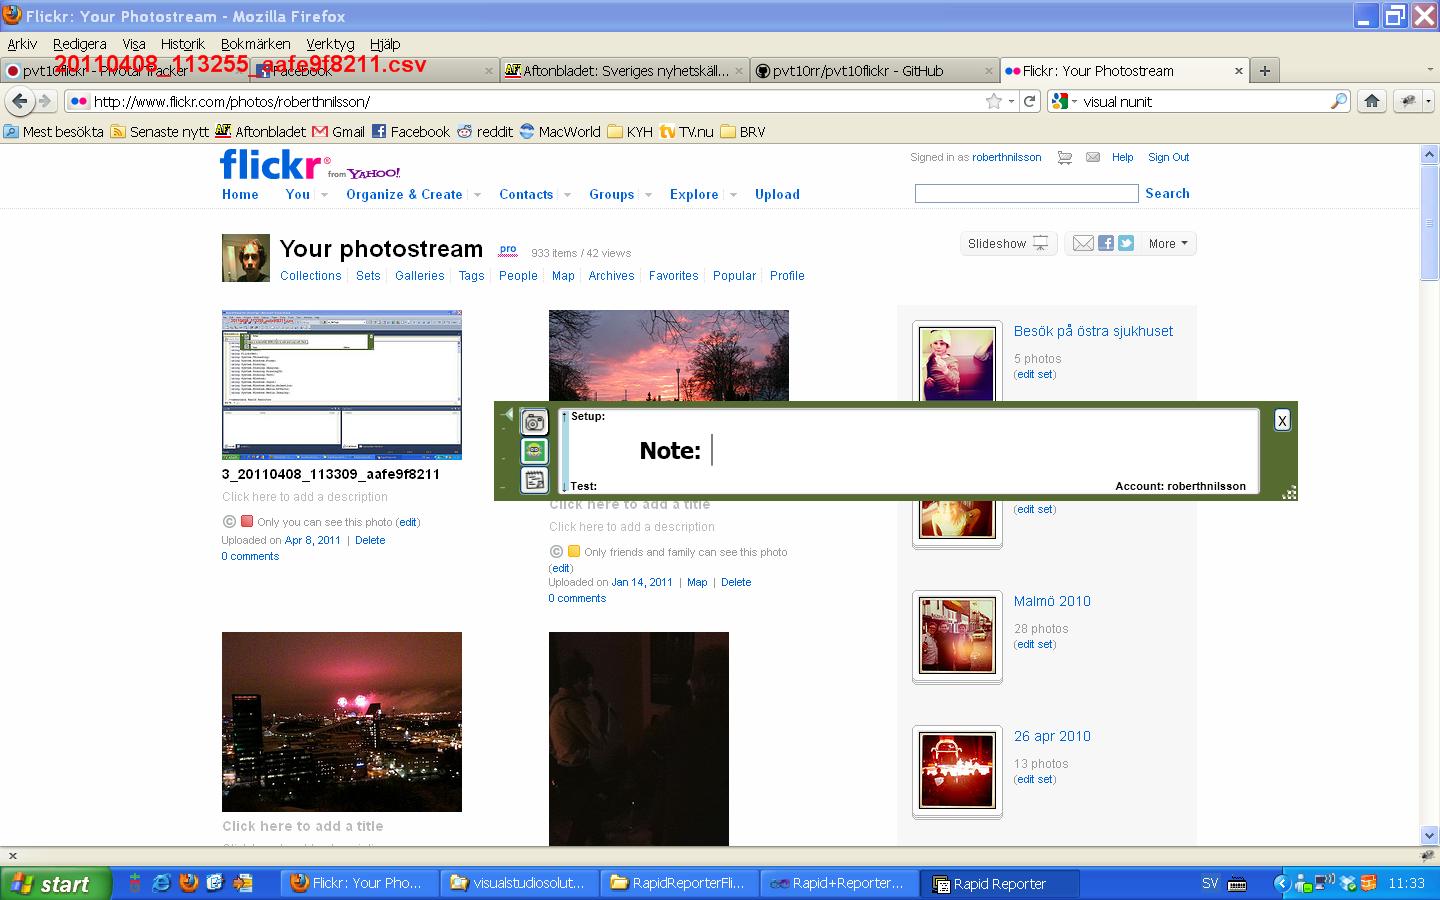 Flickr: Your Photostream - Mozilla Firefox
Arkiv Redigera Visa Historik Bokmärken Verktyg Hjälp
20110408_113255_aafe9f8211.csv
pvt10flickr - Pivotal Tracker Facebook Aftonbladet: Sveriges nyhetskäll... pvt10rr/pvt10flickr - GitHub Flickr: Your Photostream
http://www.flickr.com/photos/roberthnilsson/ visual nunit
Mest besökta Senaste nytt Aftonbladet Gmail Facebook reddit MacWorld KYH TV.nu BRV
flickr from YAHOO! Signed in as roberthnilsson Help Sign Out
Home You Organize & Create Contacts Groups Explore Upload Search
Your photostream pro 933 items / 42 views Slideshow More
Collections Sets Galleries Tags People Map Archives Favorites Popular Profile
Besök på östra sjukhuset
5 photos
(edit set)
Setup:
Note:
Test: Account: roberthnilsson
X
3_20110408_113309_aafe9f8211
Click here to add a description
Only you can see this photo (edit)
Uploaded on Apr 8, 2011 | Delete
0 comments
Click here to add a title
Click here to add a description
Only friends and family can see this photo
(edit)
Uploaded on Jan 14, 2011 | Map | Delete
0 comments
(edit set)
Malmö 2010
28 photos
(edit set)
26 apr 2010
13 photos
(edit set)
Click here to add a title
start Flickr: Your Pho... visualstudiosolut... RapidReporterFli... Rapid+Reporter... Rapid Reporter SV 11:33